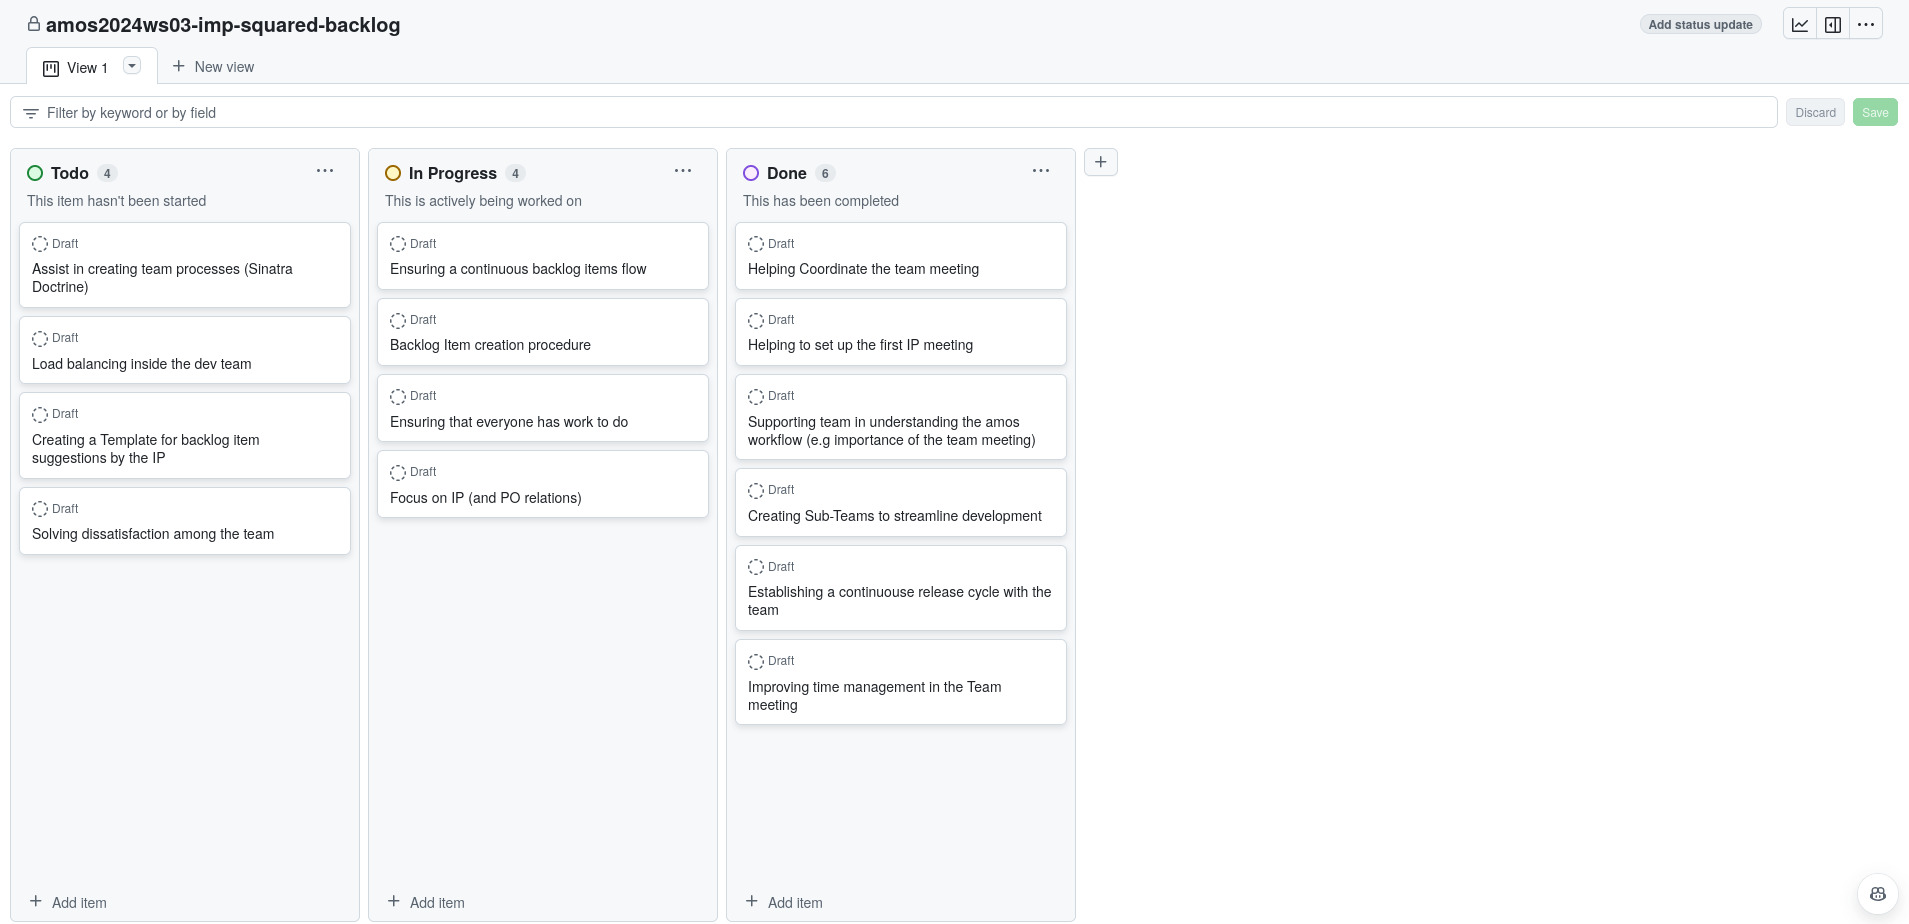 amos2024ws03-imp-squared-backlog
Add status update
View 1
New view
Filter by keyword or by field
Discard
Save
Todo 4
This item hasn't been started
Draft
Assist in creating team processes (Sinatra
Doctrine)
Draft
Load balancing inside the dev team
Draft
Creating a Template for backlog item
suggestions by the IP
Draft
Solving dissatisfaction among the team
Add item
In Progress 4
This is actively being worked on
Draft
Ensuring a continuous backlog items flow
Draft
Backlog Item creation procedure
Draft
Ensuring that everyone has work to do
Draft
Focus on IP (and PO relations)
Add item
Done 6
This has been completed
Draft
Helping Coordinate the team meeting
Draft
Helping to set up the first IP meeting
Draft
Supporting team in understanding the amos
workflow (e.g importance of the team meeting)
Draft
Creating Sub-Teams to streamline development
Draft
Establishing a continuouse release cycle with the
team
Draft
Improving time management in the Team
meeting
Add item